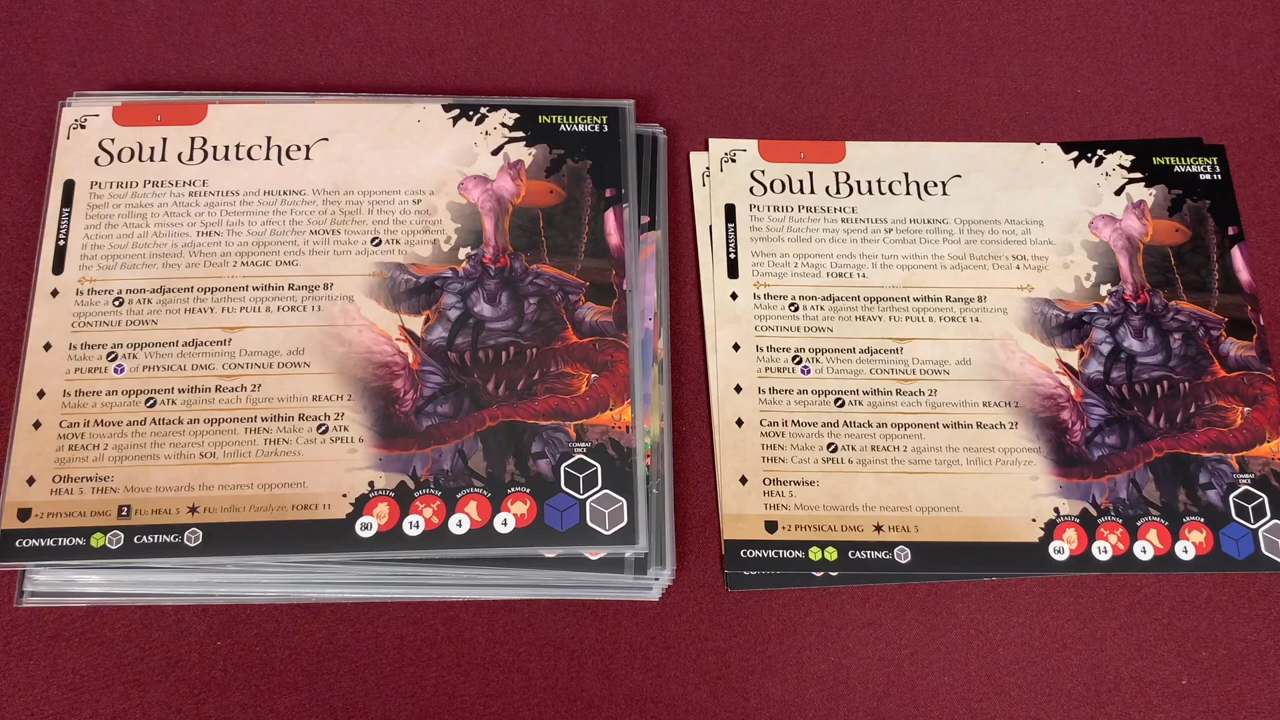 INTELLIGENT
AVARICE 3
Soul Butcher
PUTRID PRESENCE
PASSIVE
The Soul Butcher has RELENTLESS and HULKING. When an opponent casts a
Spell or makes an Attack against the Soul Butcher, they may spend an SP
before rolling to Attack or to Determine the Force of a Spell. If they do not,
and the Attack misses or Spell fails to affect the Soul Butcher, end the current
Action and all Abilities. THEN: The Soul Butcher MOVES towards the opponent.
If the Soul Butcher is adjacent to an opponent, it will make a ATK against
that opponent instead. When an opponent ends their turn adjacent to
the Soul Butcher, they are Dealt 2 MAGIC DMG.
Is there a non-adjacent opponent within Range 8?
Make a 8 ATK against the farthest opponent, prioritizing
opponents that are not HEAVY. FU: PULL 8, FORCE 13.
CONTINUE DOWN
Is there an opponent adjacent?
Make a ATK. When determining Damage, add
a PURPLE of PHYSICAL DMG. CONTINUE DOWN
Is there an opponent within Reach 2?
Make a separate ATK against each figure within REACH 2.
Can it Move and Attack an opponent within Reach 2?
MOVE towards the nearest opponent. THEN: Make a ATK
at REACH 2 against the nearest opponent. THEN: Cast a SPELL 6
against all opponents within SOI, Inflict Darkness.
Otherwise:
HEAL 5. THEN: Move towards the nearest opponent.
+2 PHYSICAL DMG 2 FU: HEAL 5 FU: Inflict Paralyze, FORCE 11
COMBAT
DICE
HEALTH DEFENSE MOVEMENT ARMOR
80 14 4 4
CONVICTION: CASTING:
INTELLIGENT
AVARICE 3
DR 11
Soul Butcher
PUTRID PRESENCE
PASSIVE
The Soul Butcher has RELENTLESS and HULKING. Opponents Attacking
the Soul Butcher may spend an SP before rolling. If they do not, all
symbols rolled on dice in their Combat Dice Pool are considered blank.
When an opponent ends their turn within the Soul Butcher's SOI, they
are Dealt 2 Magic Damage. If the opponent is adjacent, Deal 4 Magic
Damage instead. FORCE 14.
Is there a non-adjacent opponent within Range 8?
Make a 8 ATK against the farthest opponent, prioritizing
opponents that are not HEAVY. FU: PULL 8, FORCE 14.
CONTINUE DOWN
Is there an opponent adjacent?
Make a ATK. When determining Damage, add
a PURPLE of Damage. CONTINUE DOWN
Is there an opponent within Reach 2?
Make a separate ATK against each figurewithin REACH 2.
Can it Move and Attack an opponent within Reach 2?
MOVE towards the nearest opponent.
THEN: Make a ATK at REACH 2 against the nearest opponent.
THEN: Cast a SPELL 6 against the same target, Inflict Paralyze.
Otherwise:
HEAL 5.
THEN: Move towards the nearest opponent.
+2 PHYSICAL DMG HEAL 5
COMBAT
DICE
HEALTH DEFENSE MOVEMENT ARMOR
60 14 4 4
CONVICTION: CASTING: